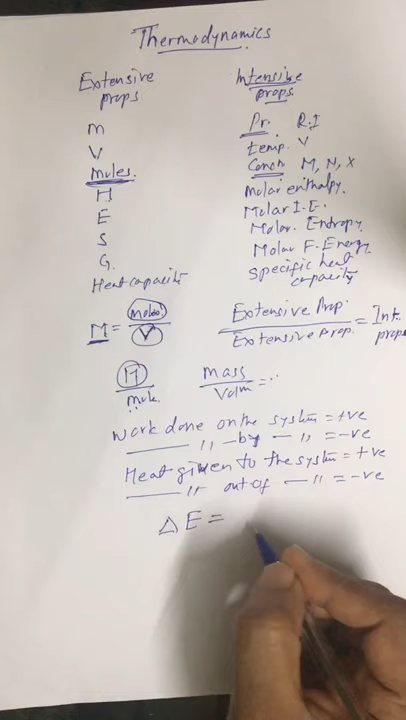 Thermodynamics
Extensive
props
m
V
moles.
H
E
S
G.
Heat capacity
Intensive
props.
Pr. R.I
temp. V
Concn M, N, X
Molar enthalpy.
Molar I.E.
Molar. Entropy.
Molar F. Energy
Specific heat
capacity
M = moles / V
Extensive Prop. / Extensive Prop. = Int. props
H / mole.
mass / Volm = ..
Work done on the system = +ve
—— " — by — " = -ve
Heat given to the system = +ve
—— " out of — " = -ve
Δ E =